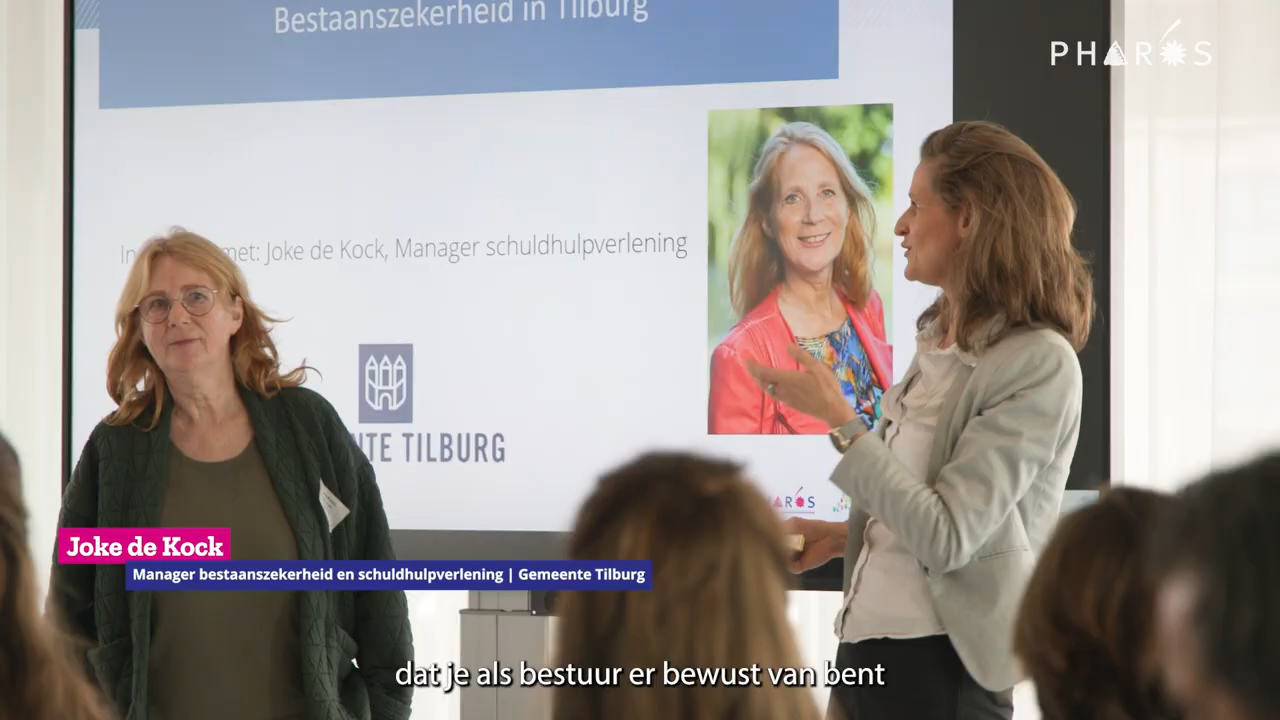 Bestaanszekerheid in Tilburg
PHAROS
met: Joke de Kock, Manager schuldhulpverlening
TILBURG
PHAROS
Joke de Kock
Manager bestaanszekerheid en schuldhulpverlening | Gemeente Tilburg
dat je als bestuur er bewust van bent